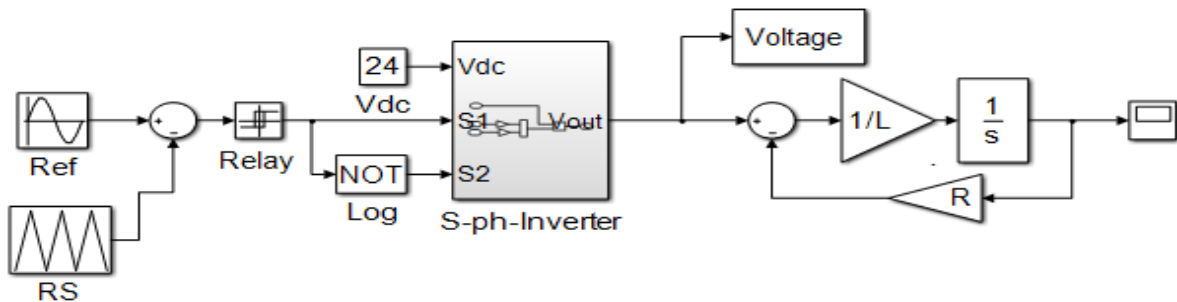 Voltage
24
Vdc
Vdc
S1
Vout
S2
+
−
Ref
Relay
NOT
Log
S-ph-Inverter
RS
+
−
1/L
1
s
R